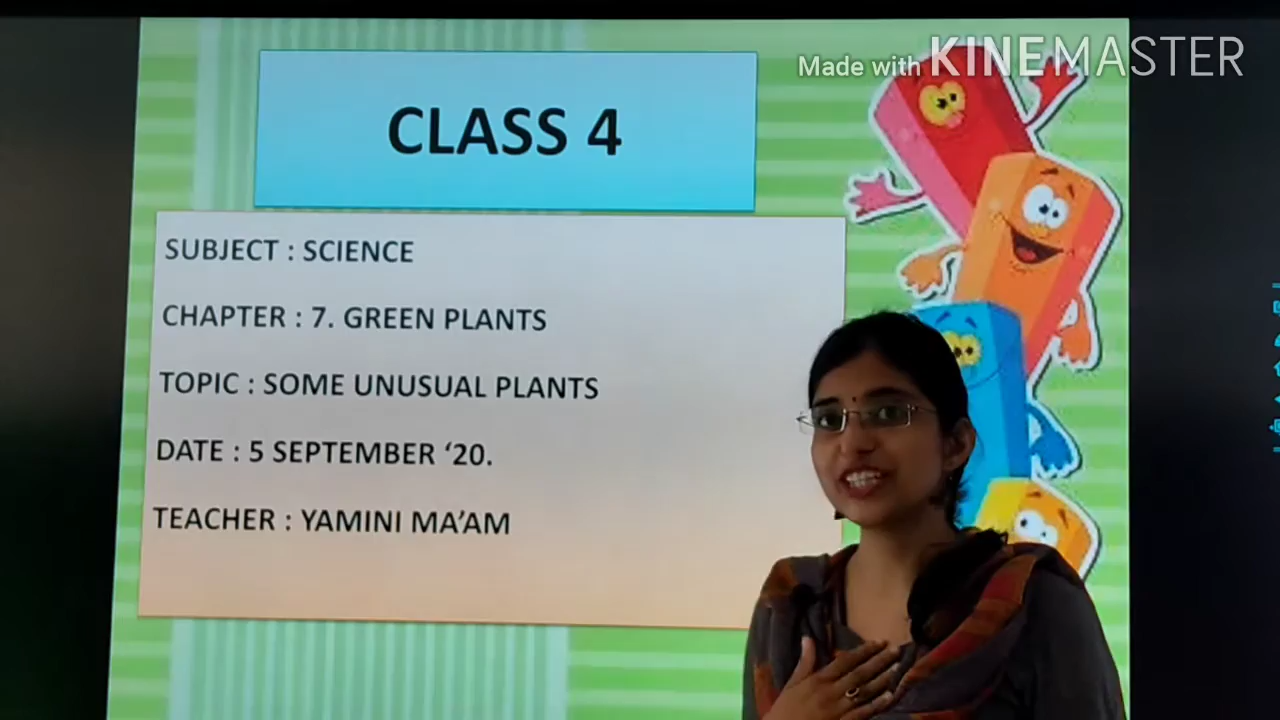 Made with KINEMASTER
CLASS 4
SUBJECT : SCIENCE
CHAPTER : 7. GREEN PLANTS
TOPIC : SOME UNUSUAL PLANTS
DATE : 5 SEPTEMBER ‘20.
TEACHER : YAMINI MA’AM